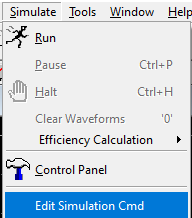 Simulate Tools Window Help
Run
Pause Ctrl+P
Halt Ctrl+H
Clear Waveforms '0'
Efficiency Calculation
Control Panel
Edit Simulation Cmd